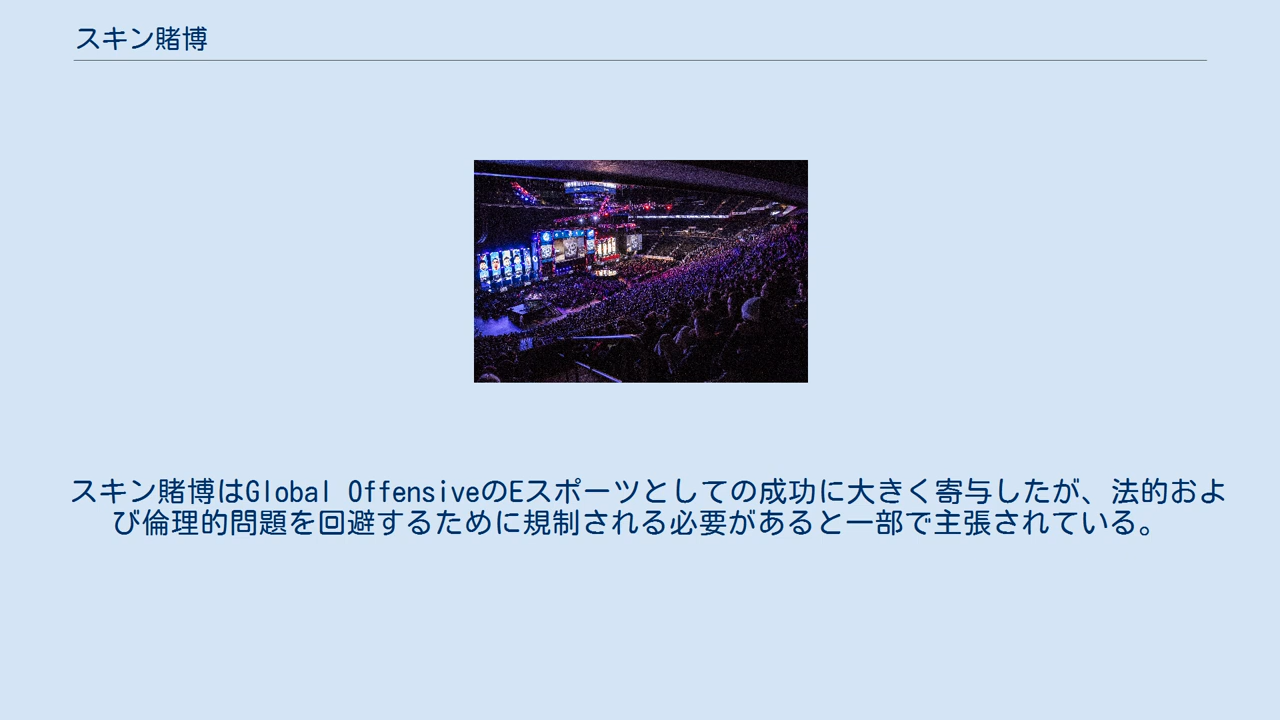 スキン賭博
スキン賭博はGlobal OffensiveのEスポーツとしての成功に大きく寄与したが、法的およ
び倫理的問題を回避するために規制される必要があると一部で主張されている。